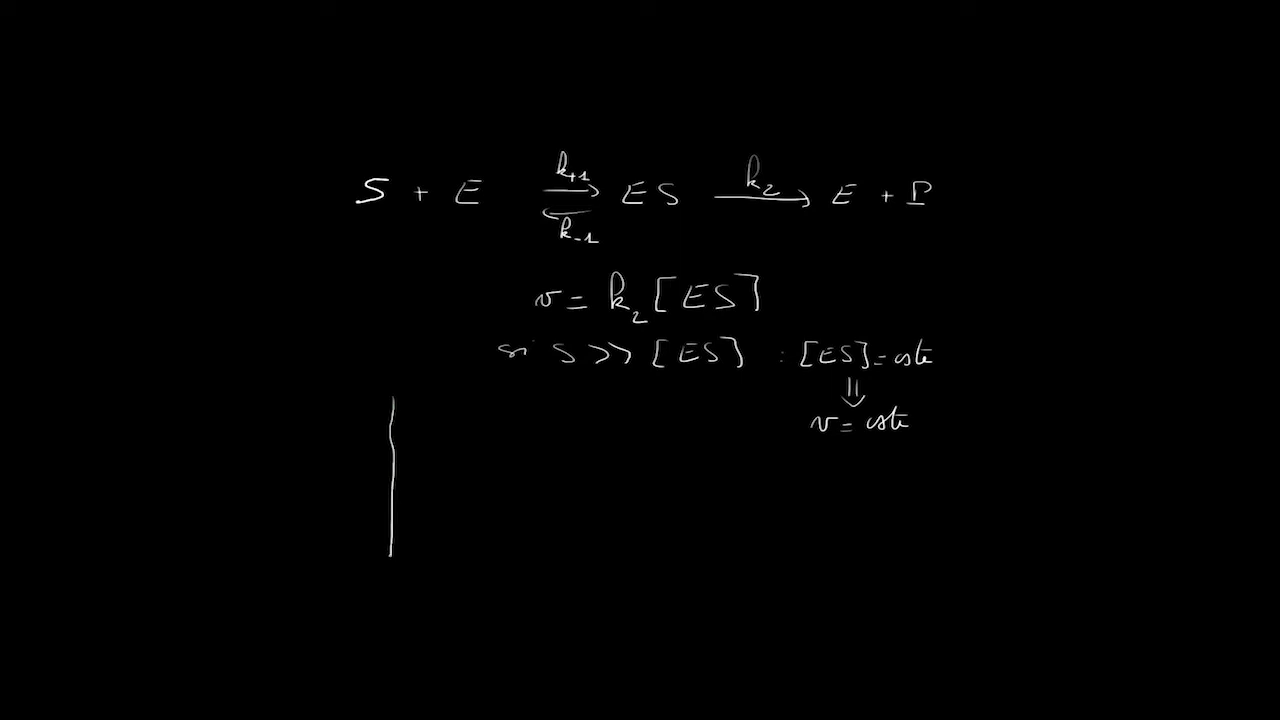 k+1 k2
S + E ⇌ ES → E + P
k-1
v = k2 [ES]
si S >> [ES] : [ES] = cste
⇓
v = cste